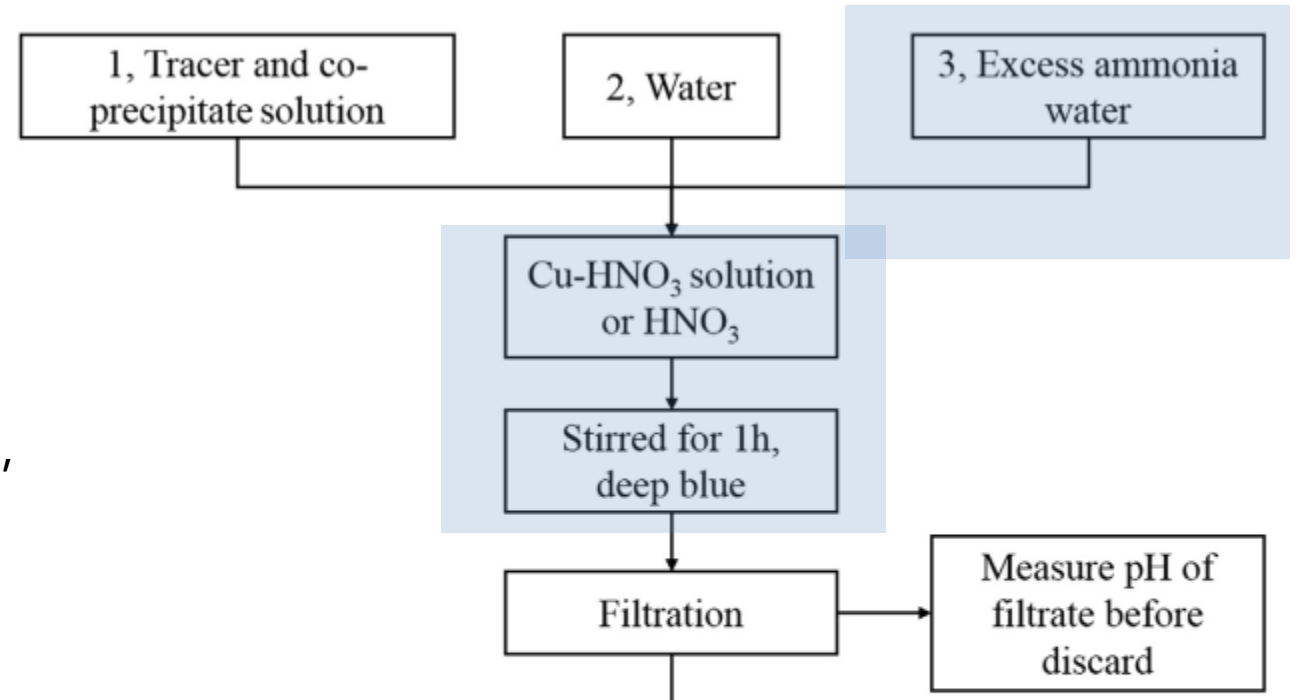 1, Tracer and co-
precipitate solution
2, Water
3, Excess ammonia
water
Cu-HNO₃ solution
or HNO₃
Stirred for 1h,
deep blue
,
Filtration
Measure pH of
filtrate before
discard